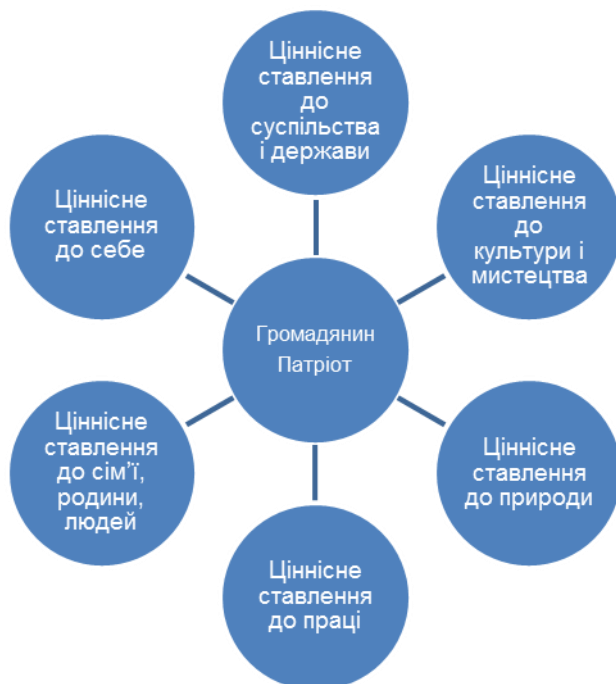 Ціннісне
ставлення
до
суспільства
і держави
Ціннісне
ставлення
до
культури і
мистецтва
Ціннісне
ставлення
до природи
Ціннісне
ставлення
до праці
Ціннісне
ставлення
до сім’ї,
родини,
людей
Ціннісне
ставлення
до себе
Громадянин
Патріот